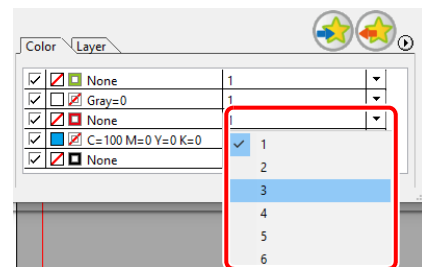 Color Layer
None 1
Gray=0 1
None 1
C=100 M=0 Y=0 K=0
None
1
2
3
4
5
6